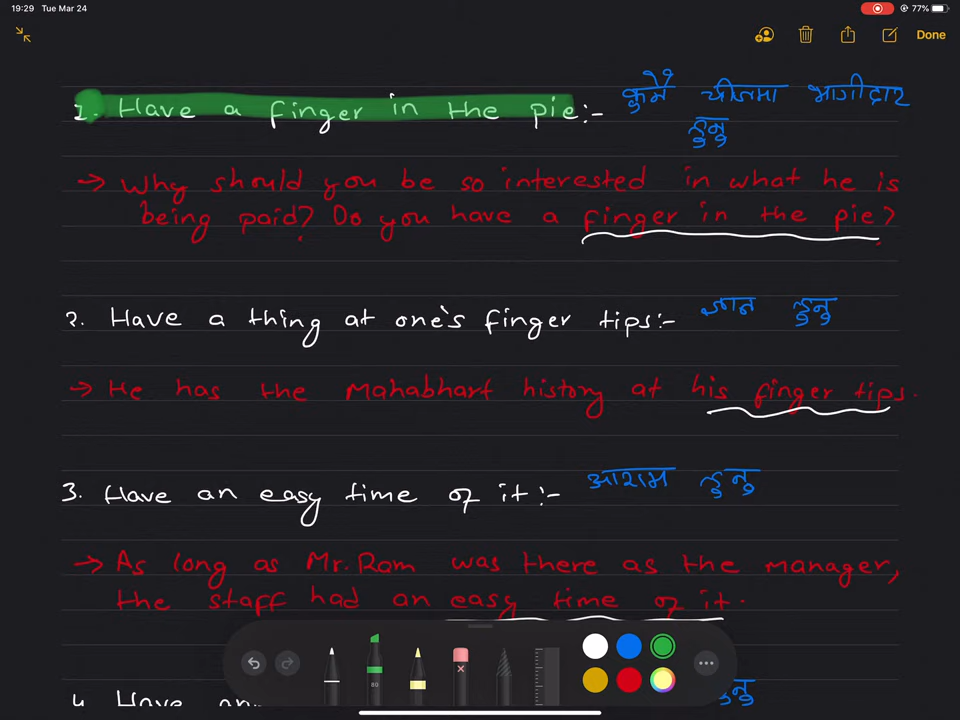 19:29 Tue Mar 24
77%
Done
1. Have a finger in the pie:- कुनै चीजमा भागीदार
हुनु
→ Why should you be so interested in what he is
being paid? Do you have a finger in the pie?
2. Have a thing at one's finger tips:- ज्ञान हुनु
→ He has the Mahabhart history at his finger tips.
3. Have an easy time of it:- आराम हुनु
→ As long as Mr. Ram was there as the manager,
the staff had an easy time of it.
80
4. Have हुनु